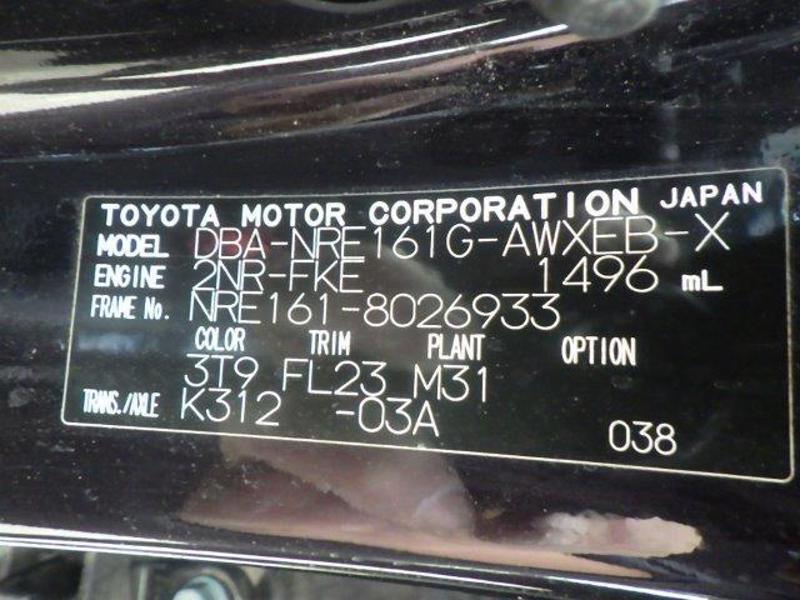 TOYOTA MOTOR CORPORATION JAPAN
MODEL DBA-NRE161G-AWXEB-X
ENGINE 2NR-FKE 1496 mL
FRAME No. NRE161-8026933
COLOR TRIM PLANT OPTION
3T9 FL23 M31
TRANS./AXLE K312 -03A
038